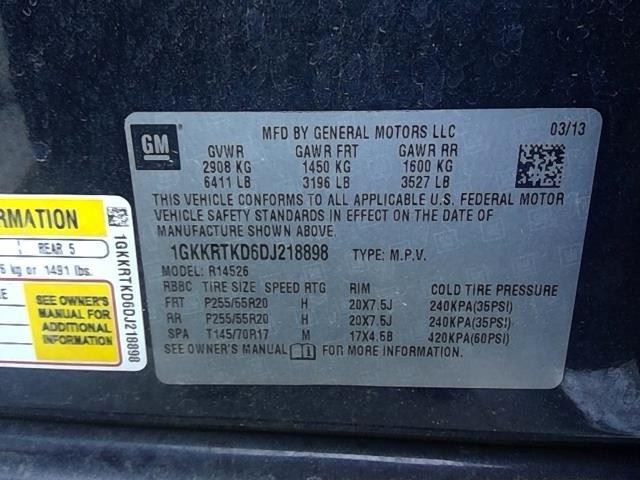 GM
MFD BY GENERAL MOTORS LLC 03/13
GVWR GAWR FRT GAWR RR
2908 KG 1450 KG 1600 KG
6411 LB 3196 LB 3527 LB
THIS VEHICLE CONFORMS TO ALL APPLICABLE U.S. FEDERAL MOTOR
VEHICLE SAFETY STANDARDS IN EFFECT ON THE DATE OF
MANUFACTURE SHOWN ABOVE.
1GKKRTKD6DJ218898 TYPE: M.P.V.
MODEL: R14526
RBBC TIRE SIZE SPEED RTG RIM COLD TIRE PRESSURE
FRT P255/55R20 H 20X7.5J 240KPA(35PSI)
RR P255/55R20 H 20X7.5J 240KPA(35PSI)
SPA T145/70R17 M 17X4.5B 420KPA(60PSI)
SEE OWNER'S MANUAL FOR MORE INFORMATION.
RMATION
REAR 5
kg or 1491 lbs.
SEE OWNER'S
MANUAL FOR
ADDITIONAL
INFORMATION
1GKKRTKD6DJ218898